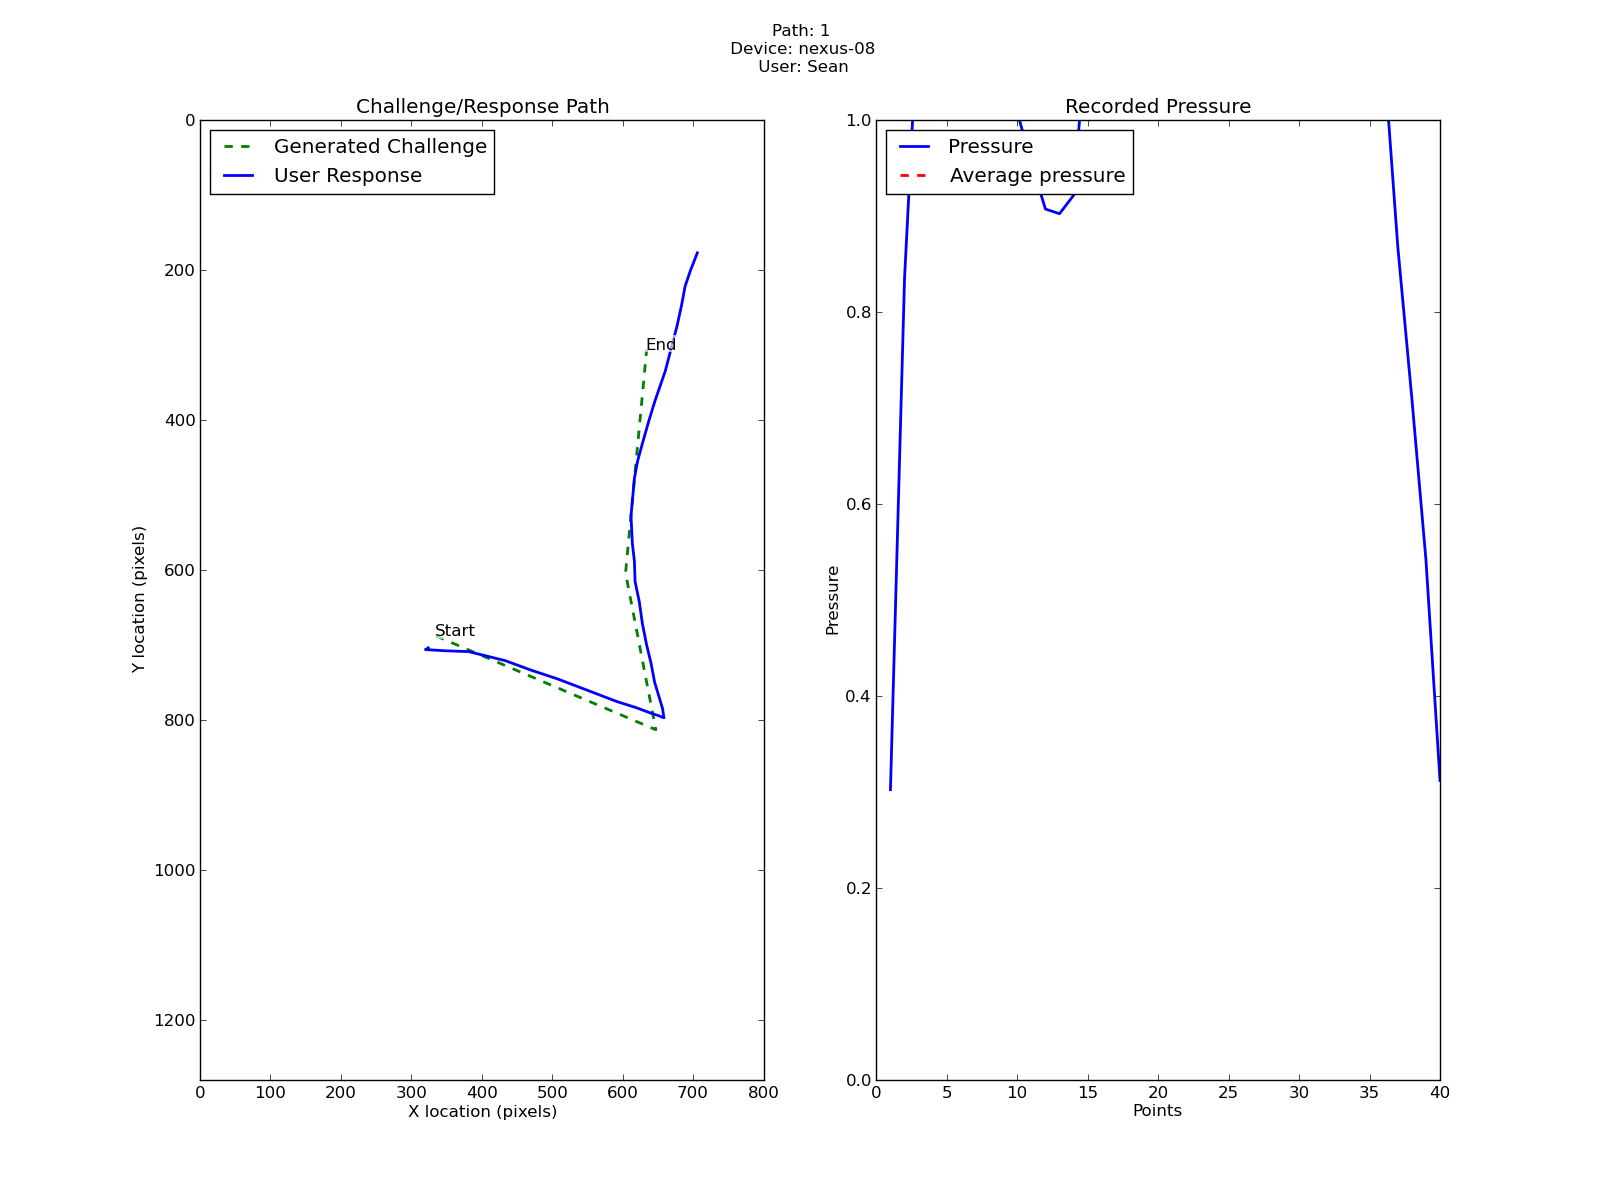 Path: 1
Device: nexus-08
User: Sean
Challenge/Response Path
Generated Challenge
User Response
0
200
400
600
800
1000
1200
Y location (pixels)
End
Start
0 100 200 300 400 500 600 700 800
X location (pixels)
Recorded Pressure
Pressure
Average pressure
1.0
0.8
0.6
0.4
0.2
0.0
Pressure
0 5 10 15 20 25 30 35 40
Points